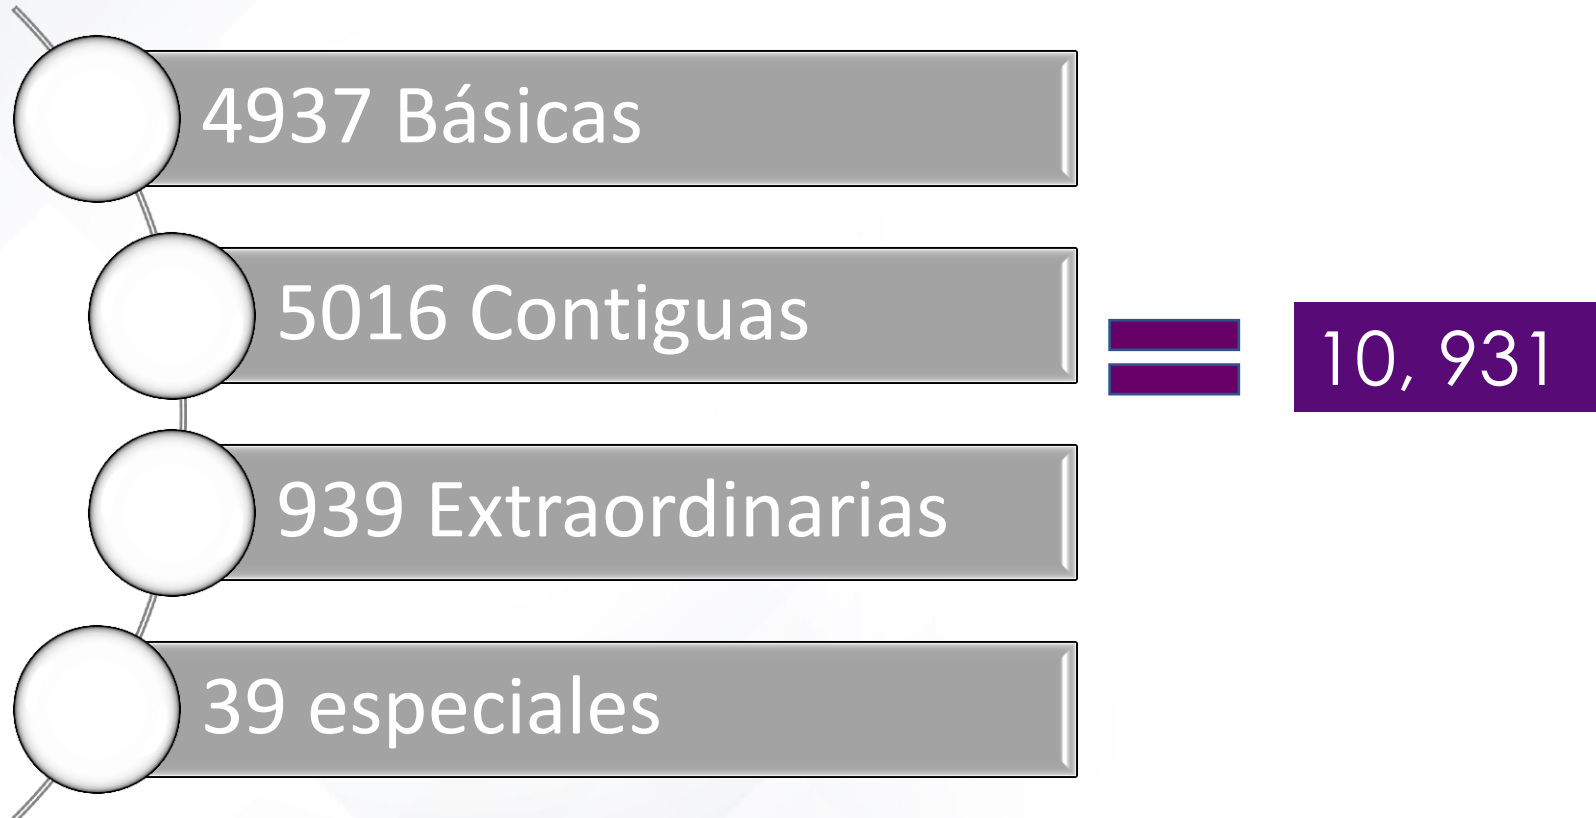 4937 Básicas
5016 Contiguas
939 Extraordinarias
39 especiales
10, 931